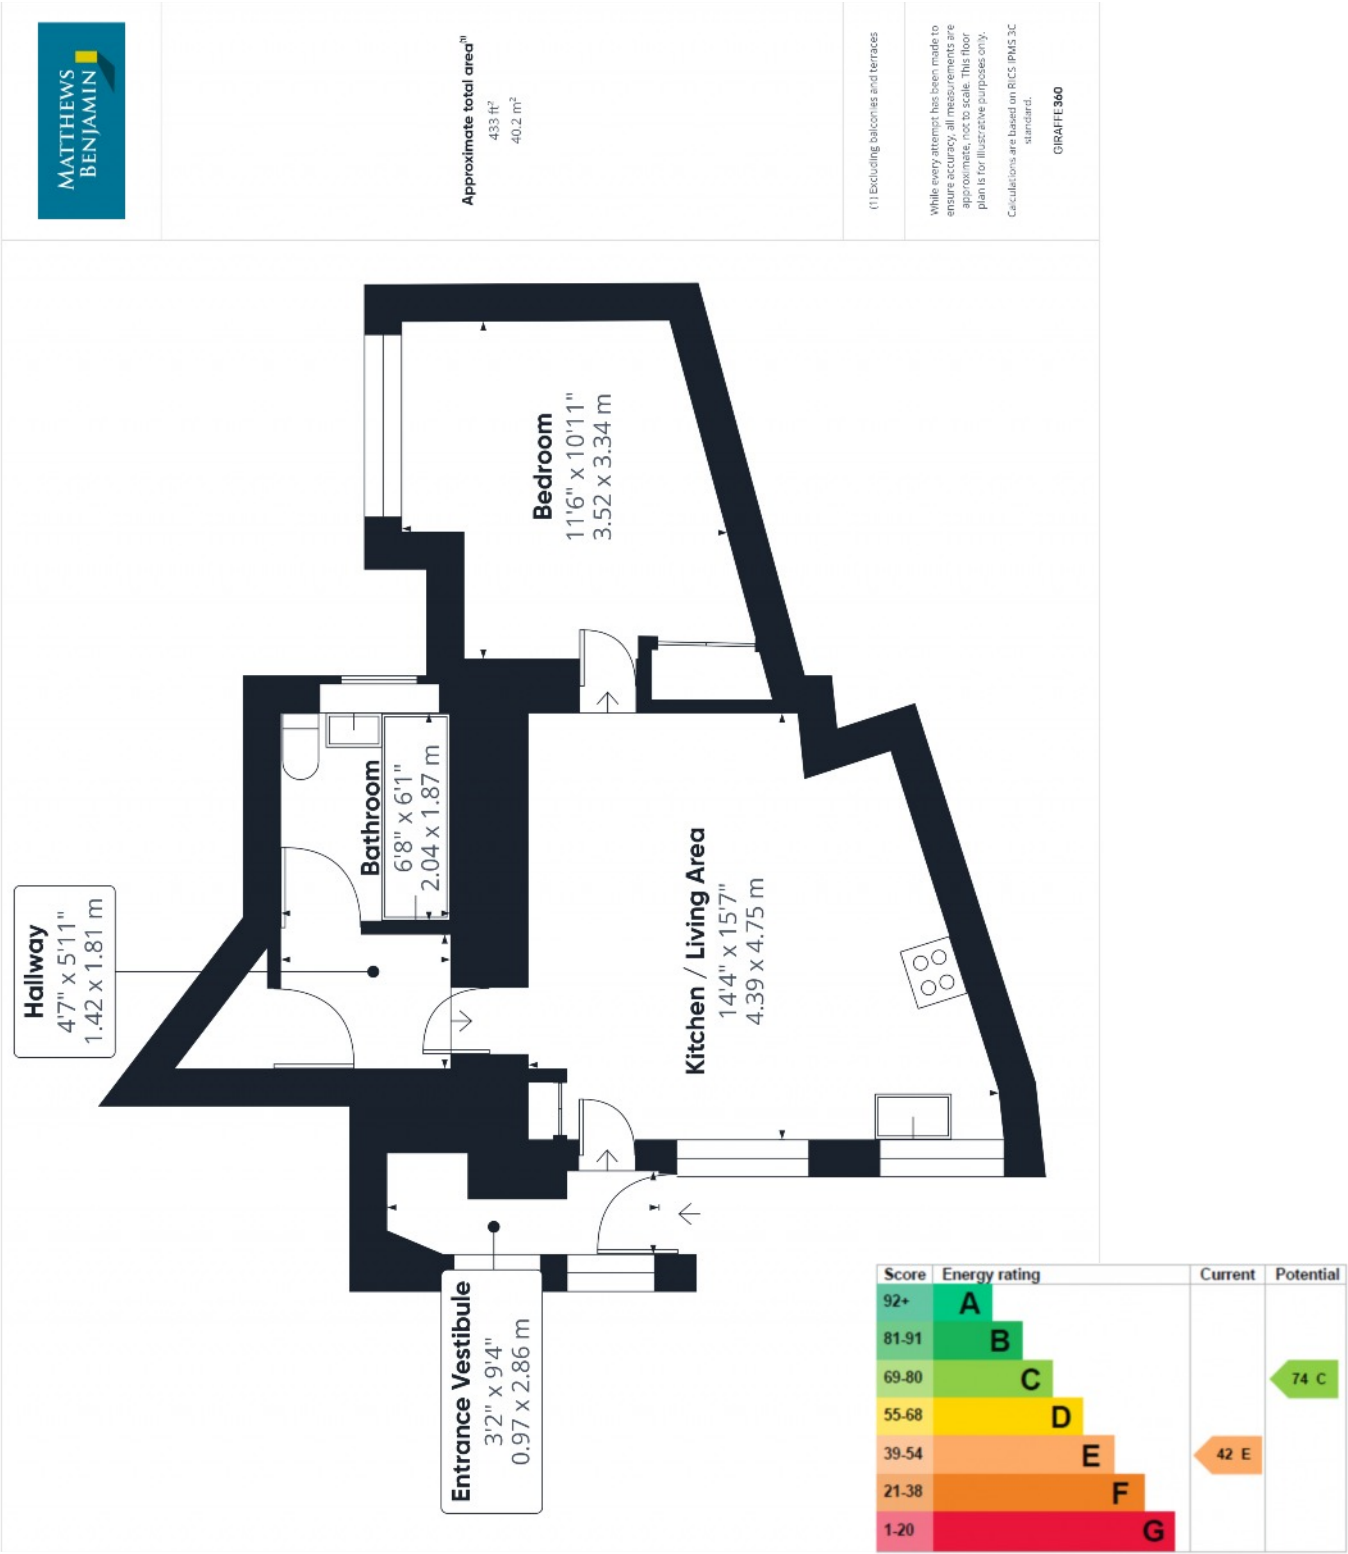 MATTHEWS
BENJAMIN
Approximate total area(1)
433 ft²
40.2 m²
(1) Excluding balconies and terraces
While every attempt has been made to
ensure accuracy, all measurements are
approximate, not to scale. This floor
plan is for illustrative purposes only.
Calculations are based on RICS IPMS 3C
standard.
GIRAFFE360
Bedroom
11'6" x 10'11"
3.52 x 3.34 m
Bathroom
6'8" x 6'1"
2.04 x 1.87 m
Hallway
4'7" x 5'11"
1.42 x 1.81 m
Kitchen / Living Area
14'4" x 15'7"
4.39 x 4.75 m
Entrance Vestibule
3'2" x 9'4"
0.97 x 2.86 m
Score Energy rating Current Potential
92+ A
81-91 B
69-80 C 74 C
55-68 D
39-54 E 42 E
21-38 F
1-20 G